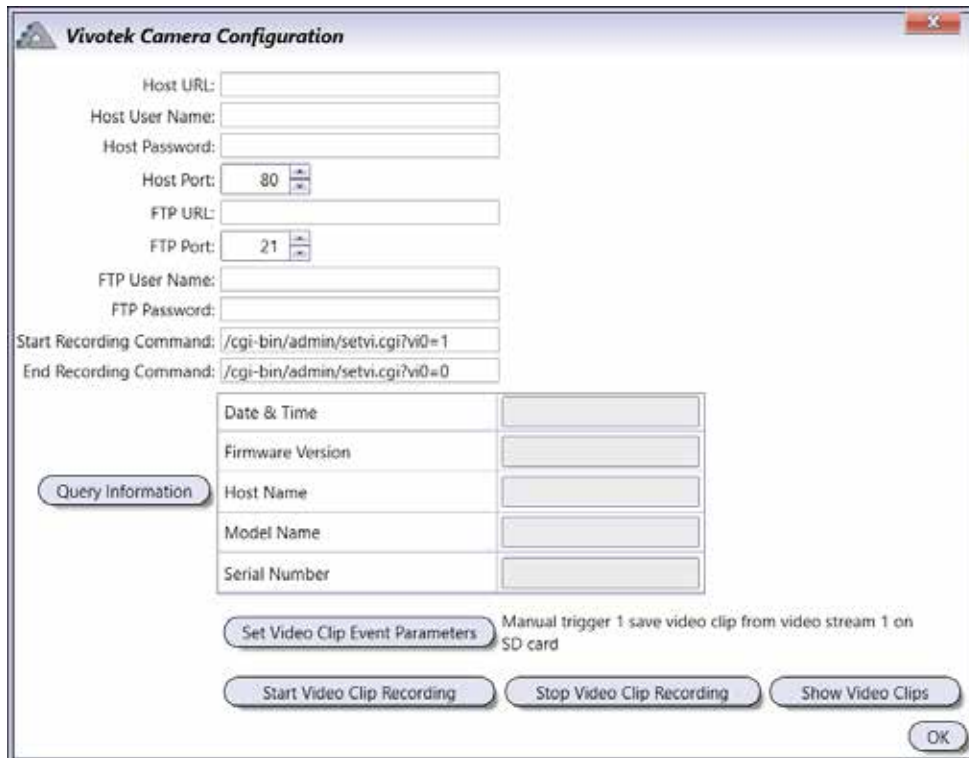 Vivotek Camera Configuration
Host URL:
Host User Name:
Host Password:
Host Port: 80
FTP URL:
FTP Port: 21
FTP User Name:
FTP Password:
Start Recording Command: /cgi-bin/admin/setvi.cgi?vi0=1
End Recording Command: /cgi-bin/admin/setvi.cgi?vi0=0
Date & Time
Firmware Version
Query Information Host Name
Model Name
Serial Number
Set Video Clip Event Parameters Manual trigger 1 save video clip from video stream 1 on
SD card
Start Video Clip Recording Stop Video Clip Recording Show Video Clips
OK